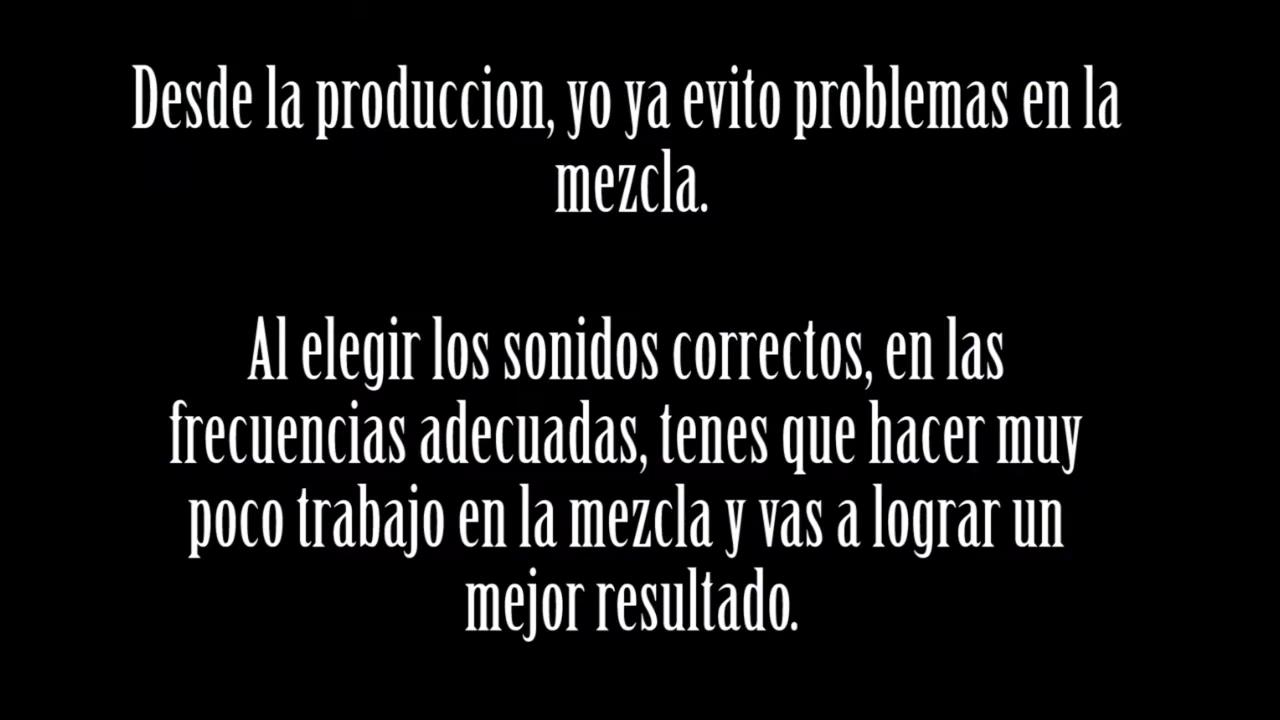 Desde la produccion, yo ya evito problemas en la
mezcla.
Al elegir los sonidos correctos, en las
frecuencias adecuadas, tenes que hacer muy
poco trabajo en la mezcla y vas a lograr un
mejor resultado.